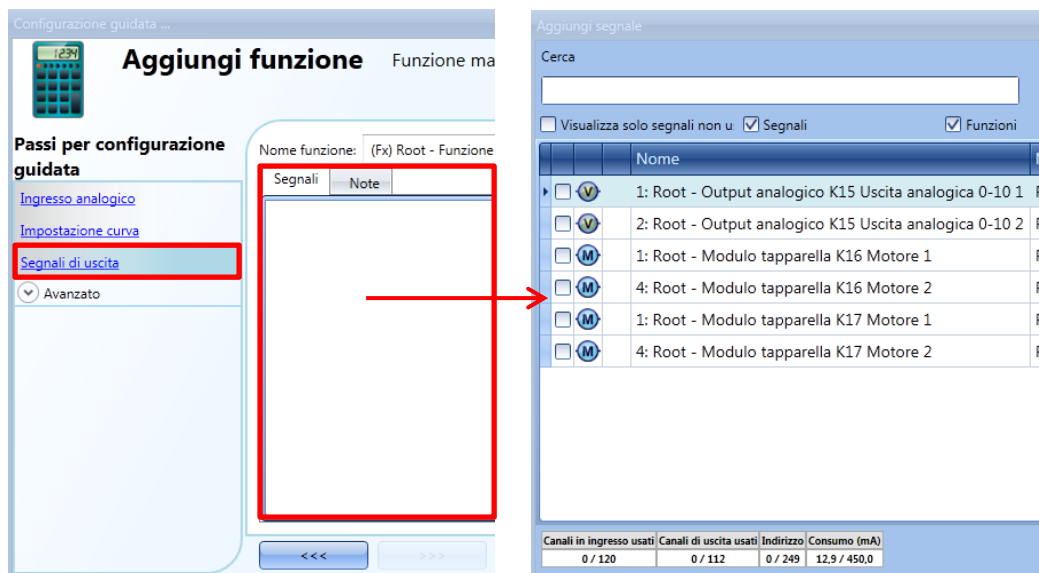 Configurazione guidata ...
1234
Aggiungi funzione
Funzione ma
Passi per configurazione
guidata
Ingresso analogico
Impostazione curva
Segnali di uscita
Avanzato
Nome funzione:
(Fx) Root - Funzione
Segnali
Note
<<<
>>>
Aggiungi segnale
Cerca
Visualizza solo segnali non u
Segnali
Funzioni
Nome
V
1: Root - Output analogico K15 Uscita analogica 0-10 1
V
2: Root - Output analogico K15 Uscita analogica 0-10 2
M
1: Root - Modulo tapparella K16 Motore 1
M
4: Root - Modulo tapparella K16 Motore 2
M
1: Root - Modulo tapparella K17 Motore 1
M
4: Root - Modulo tapparella K17 Motore 2
Canali in ingresso usati Canali di uscita usati Indirizzo Consumo (mA)
0 / 120 0 / 112 0 / 249 12,9 / 450,0